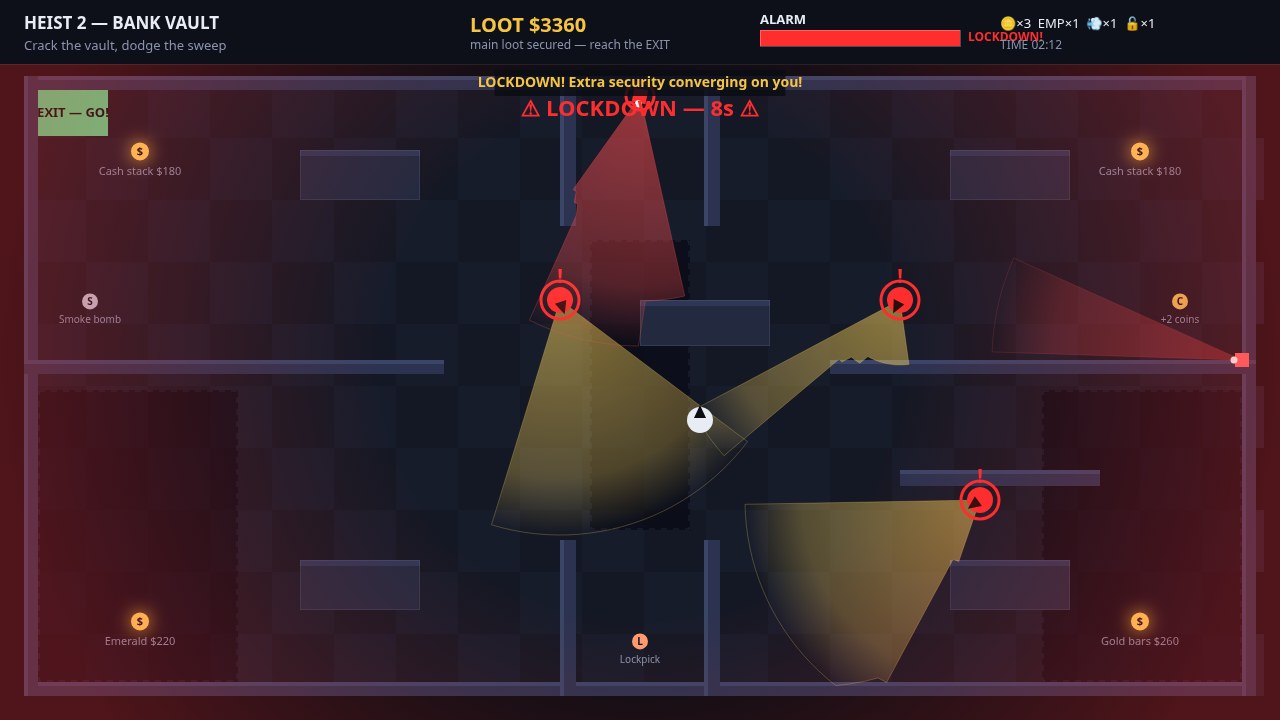 HEIST 2 — BANK VAULT
Crack the vault, dodge the sweep
LOOT $3360
main loot secured — reach the EXIT
ALARM
LOCKDOWN!
🪙×3 EMP×1 💨×1 🔓×1
TIME 02:12
LOCKDOWN! Extra security converging on you!
⚠ LOCKDOWN — 8s ⚠
EXIT — GO!
$
Cash stack $180
$
Cash stack $180
!
!
S
Smoke bomb
C
+2 coins
!
$
Emerald $220
L
Lockpick
$
Gold bars $260